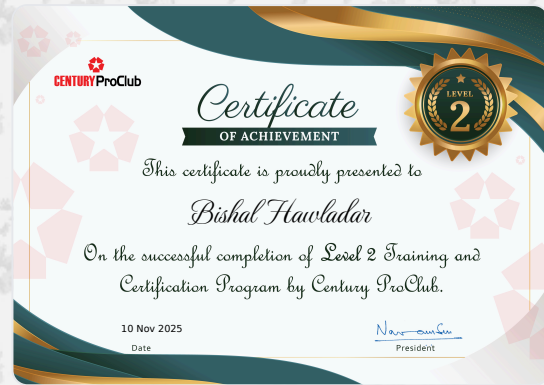 CENTURY ProClub
Certificate
OF ACHIEVEMENT
LEVEL
2
This certificate is proudly presented to
Bishal Hawladar
On the successful completion of Level 2 Training and
Certification Program by Century ProClub.
10 Nov 2025
Date
President